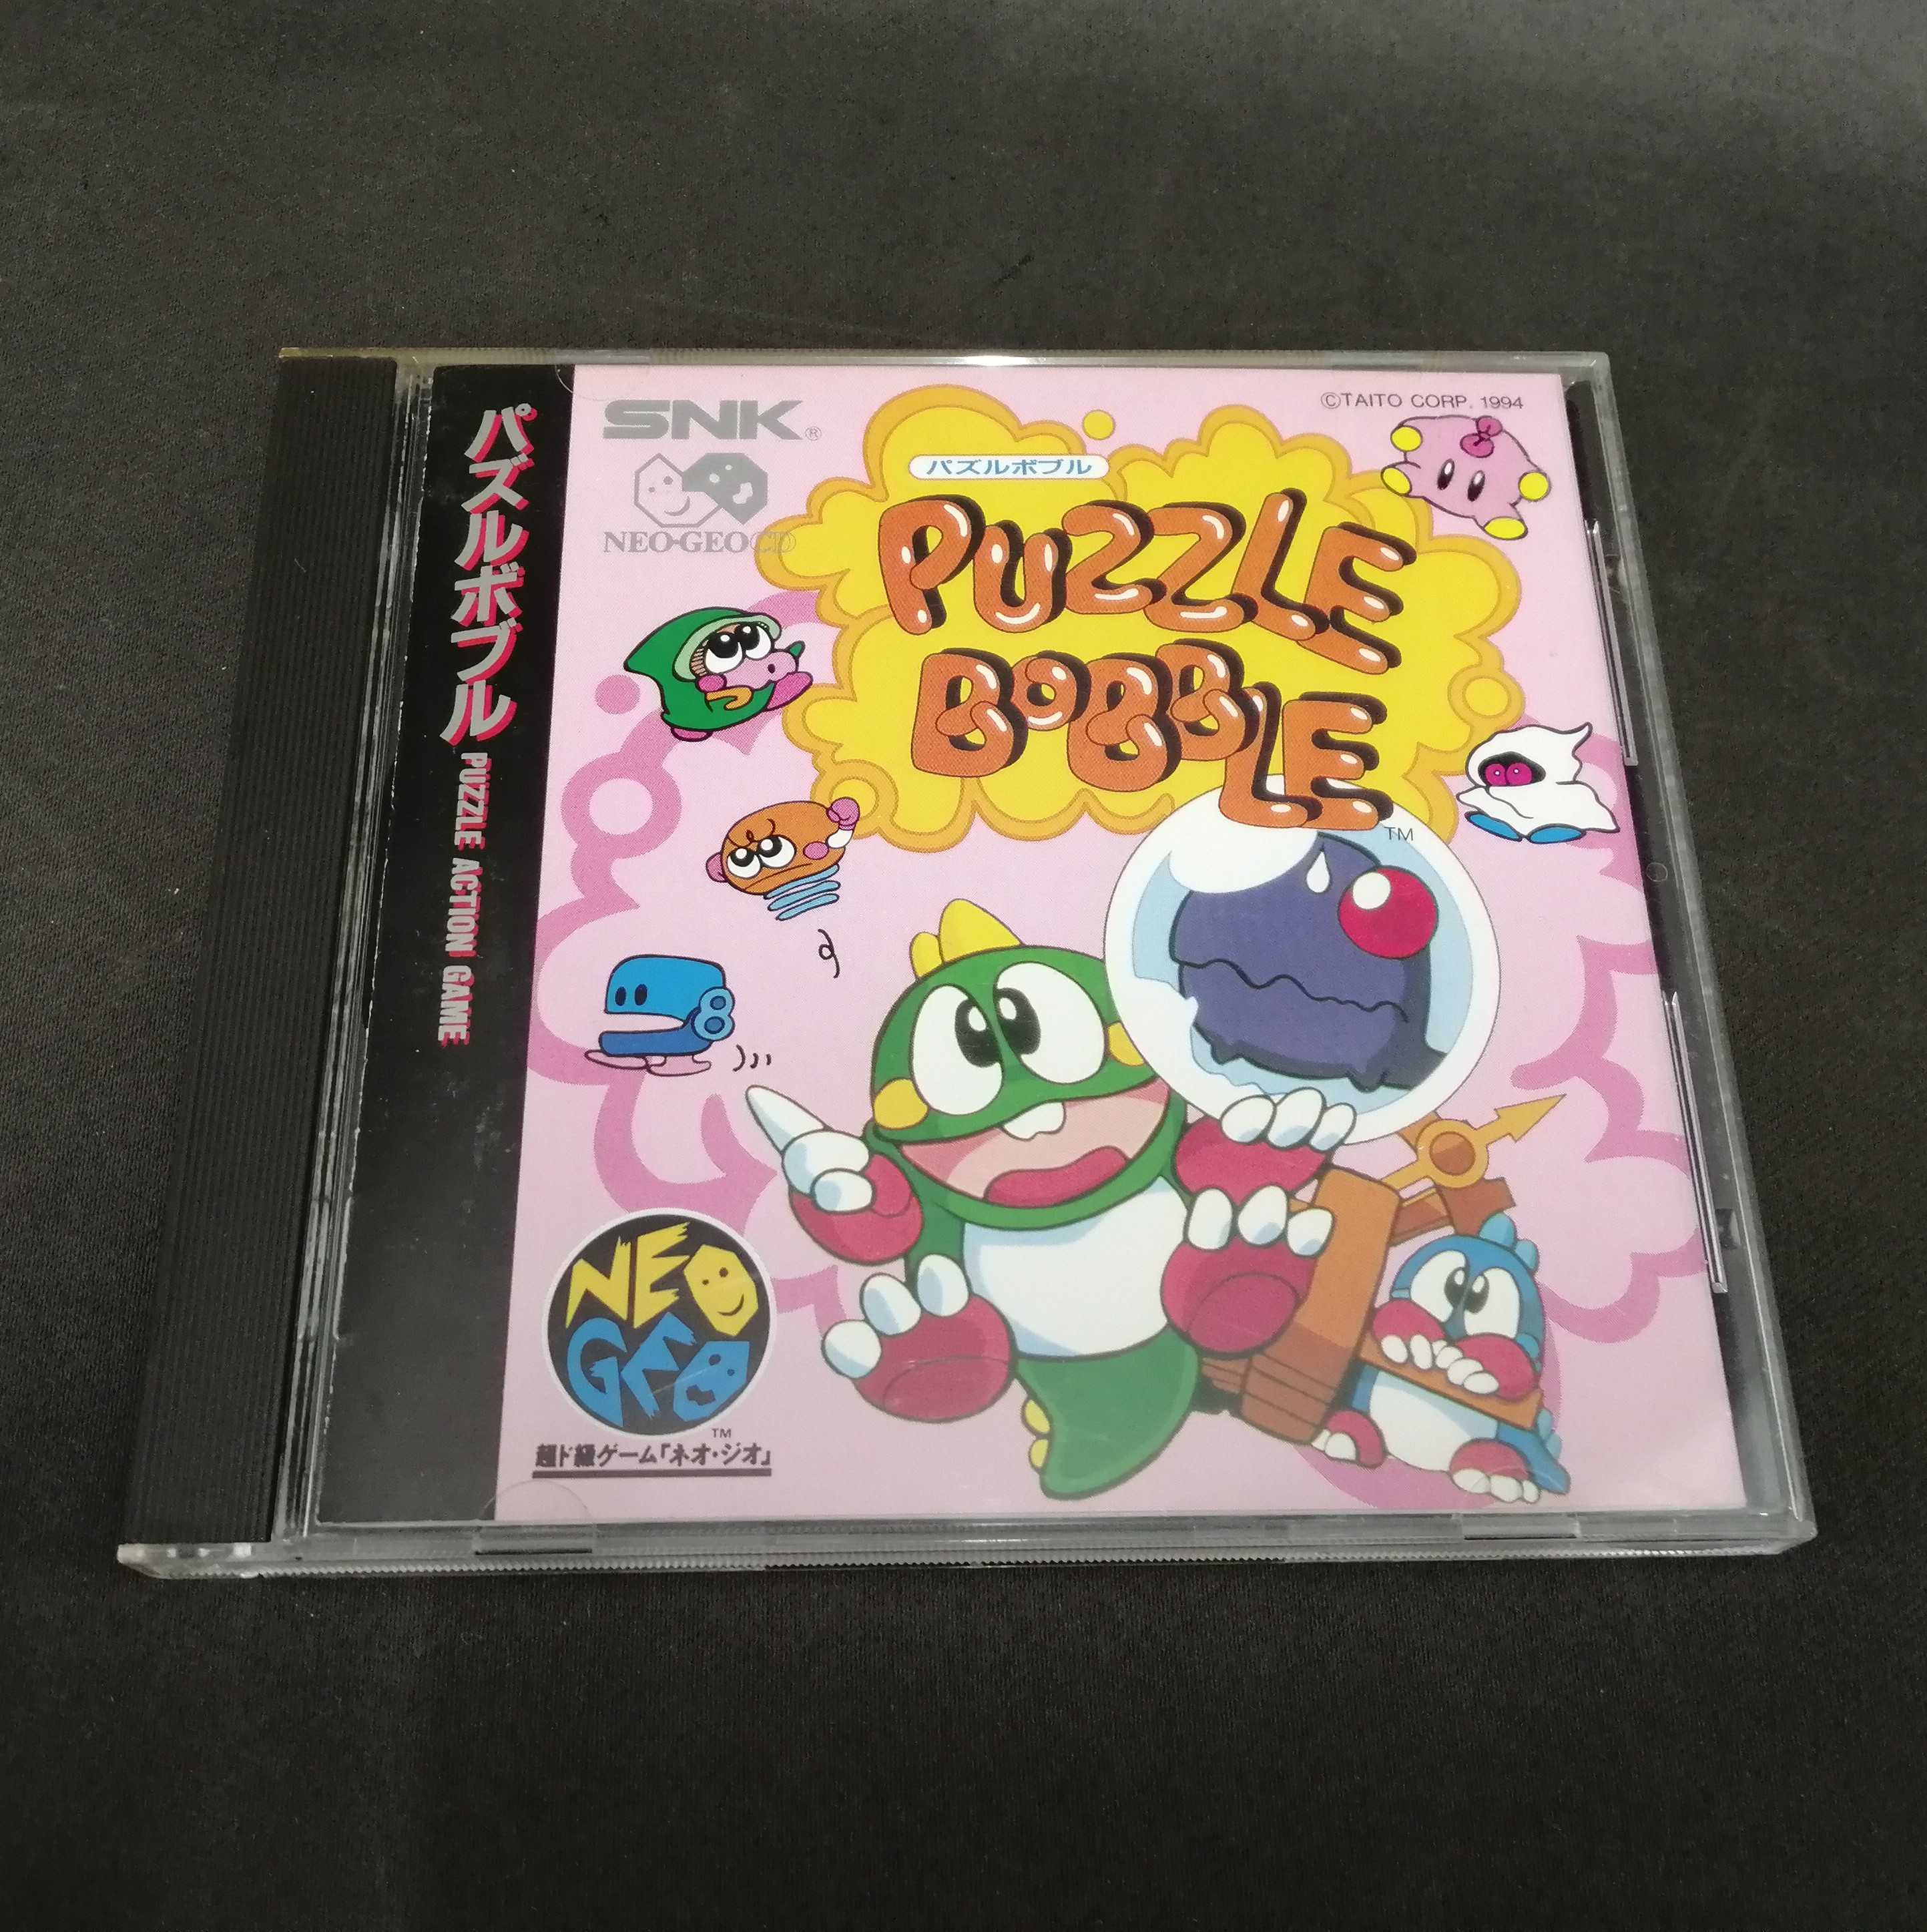 パズルボブル PUZZLE ACTION GAME
SNK®
NEO·GEO CD
©TAITO CORP. 1994
パズルボブル
PUZZLE
BOBBLE
TM
NEO
GEO
TM
超ド級ゲーム「ネオ・ジオ」